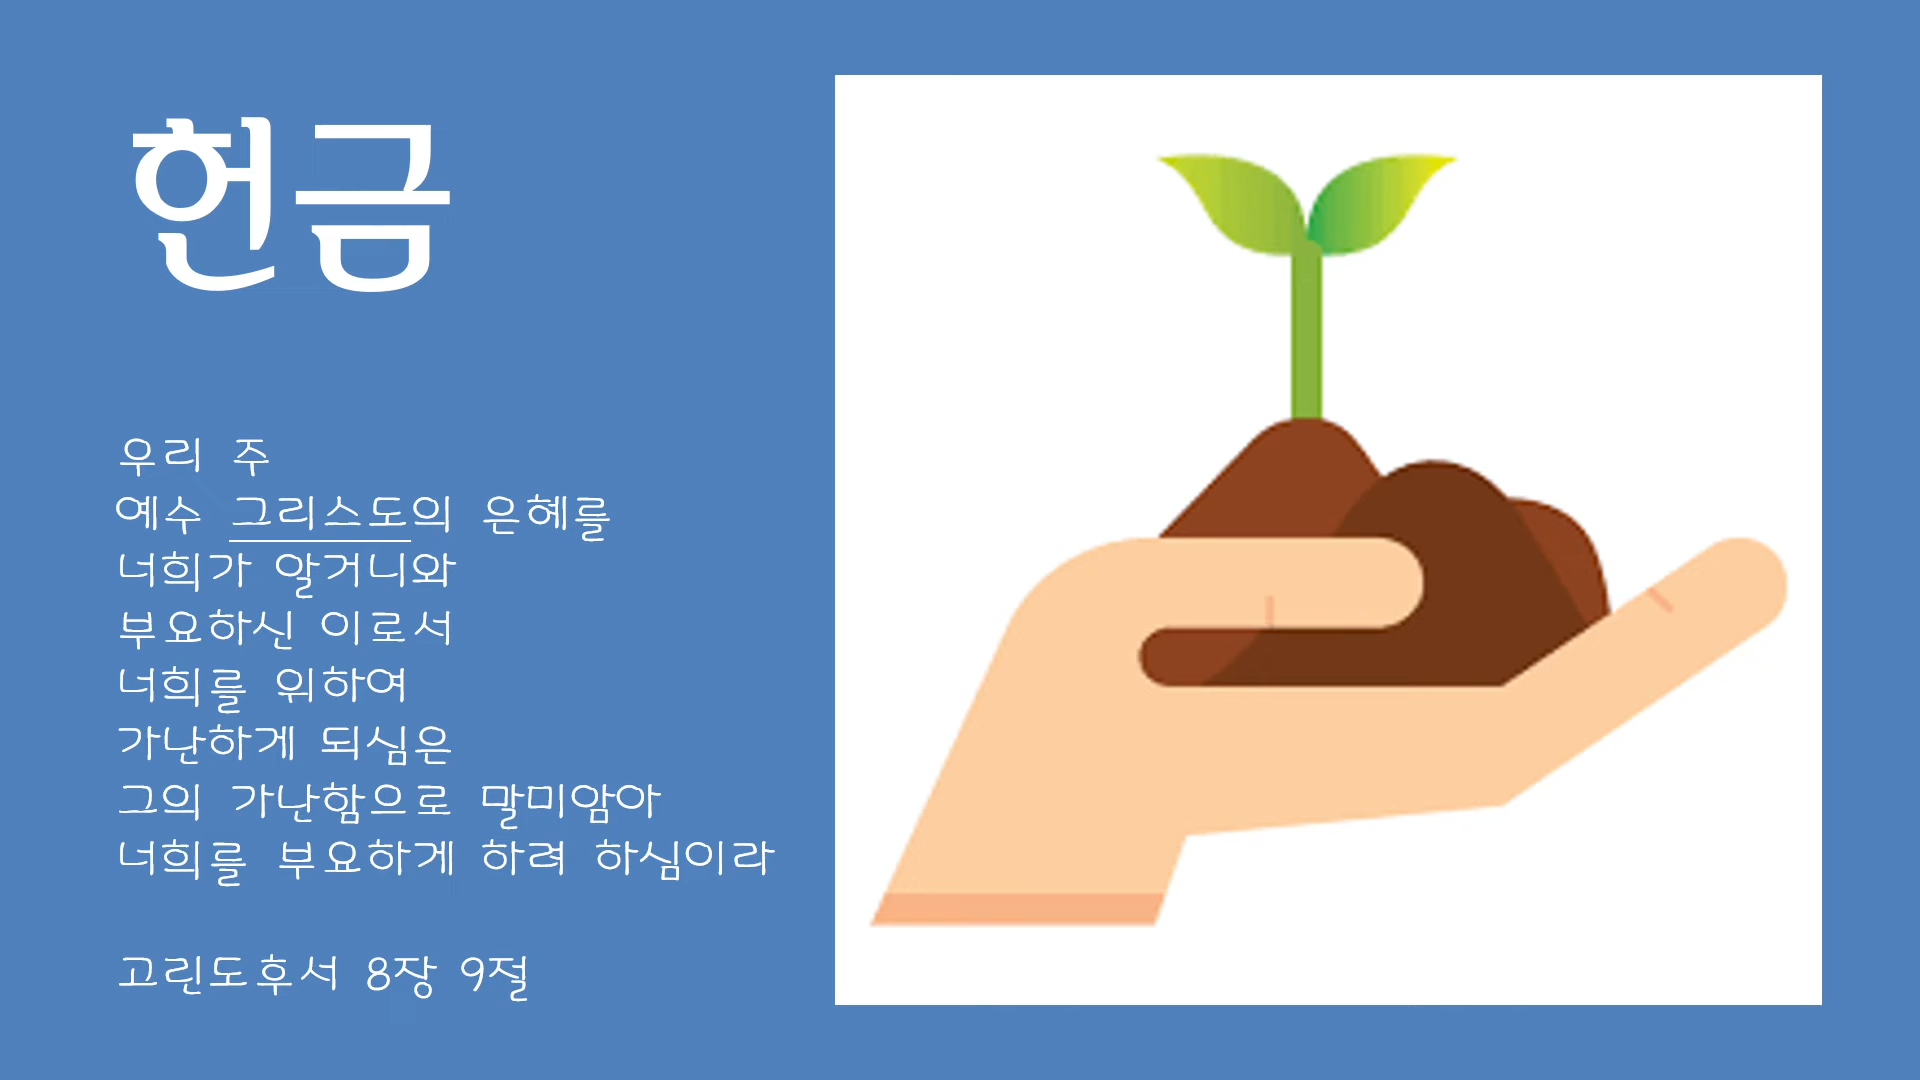 헌금
우리 주
예수 그리스도의 은혜를
너희가 알거니와
부요하신 이로서
너희를 위하여
가난하게 되심은
그의 가난함으로 말미암아
너희를 부요하게 하려 하심이라
고린도후서 8장 9절